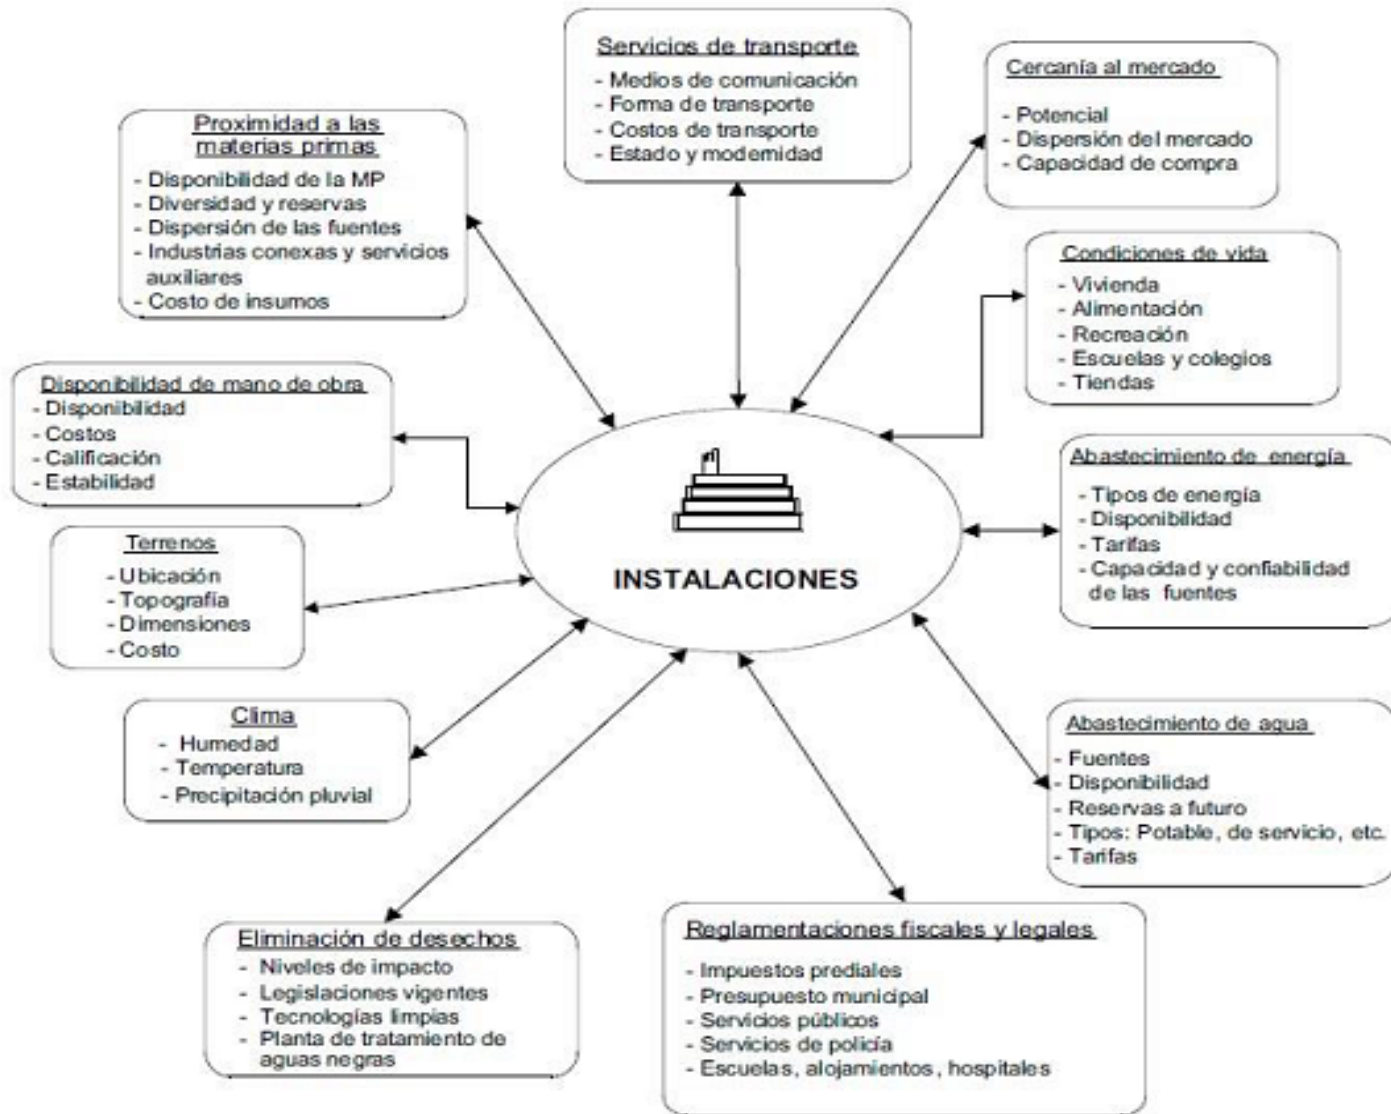 Servicios de transporte
- Medios de comunicación
- Forma de transporte
- Costos de transporte
- Estado y modernidad
Cercanía al mercado
- Potencial
- Dispersión del mercado
- Capacidad de compra
Proximidad a las
materias primas
- Disponibilidad de la MP
- Diversidad y reservas
- Dispersión de las fuentes
- Industrias conexas y servicios
auxiliares
- Costo de insumos
Condiciones de vida
- Vivienda
- Alimentación
- Recreación
- Escuelas y colegios
- Tiendas
Disponibilidad de mano de obra
- Disponibilidad
- Costos
- Calificación
- Estabilidad
Abastecimiento de energía
- Tipos de energía
- Disponibilidad
- Tarifas
- Capacidad y confiabilidad
de las fuentes
INSTALACIONES
Terrenos
- Ubicación
- Topografía
- Dimensiones
- Costo
Clima
- Humedad
- Temperatura
- Precipitación pluvial
Abastecimiento de agua
- Fuentes
- Disponibilidad
- Reservas a futuro
- Tipos: Potable, de servicio, etc.
- Tarifas
Eliminación de desechos
- Niveles de impacto
- Legislaciones vigentes
- Tecnologías limpias
- Planta de tratamiento de
aguas negras
Reglamentaciones fiscales y legales
- Impuestos prediales
- Presupuesto municipal
- Servicios públicos
- Servicios de policía
- Escuelas, alojamientos, hospitales